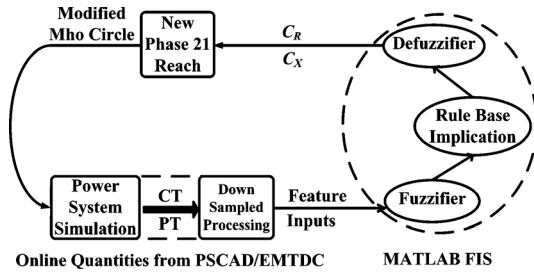 Modified
Mho Circle
New
Phase 21
Reach
C_R
C_X
Defuzzifier
Rule Base
Implication
Fuzzifier
Power
System
Simulation
CT
PT
Down
Sampled
Processing
Feature
Inputs
Online Quantities from PSCAD/EMTDC
MATLAB FIS